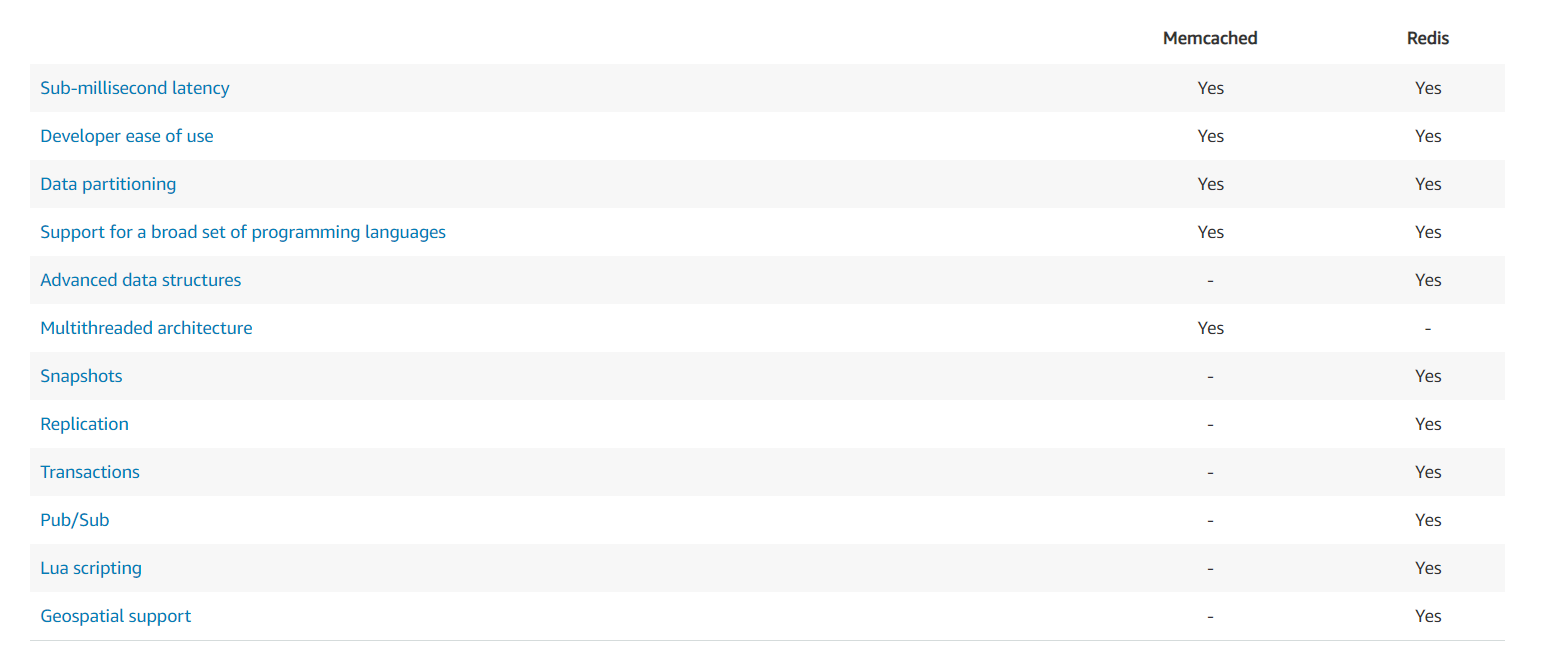 Memcached Redis
Sub-millisecond latency Yes Yes
Developer ease of use Yes Yes
Data partitioning Yes Yes
Support for a broad set of programming languages Yes Yes
Advanced data structures - Yes
Multithreaded architecture Yes -
Snapshots - Yes
Replication - Yes
Transactions - Yes
Pub/Sub - Yes
Lua scripting - Yes
Geospatial support - Yes